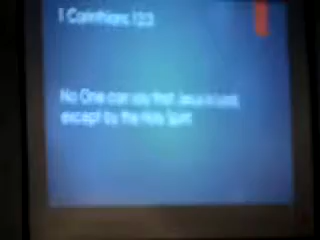 1 Corinthians 12:3
No One can say that Jesus is Lord,
except by the Holy Spirit